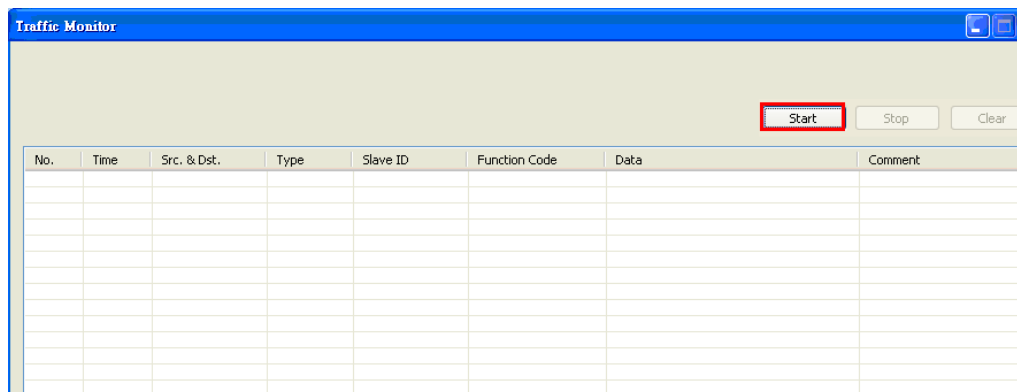 Traffic Monitor
Start Stop Clear
No. Time Src. & Dst. Type Slave ID Function Code Data Comment